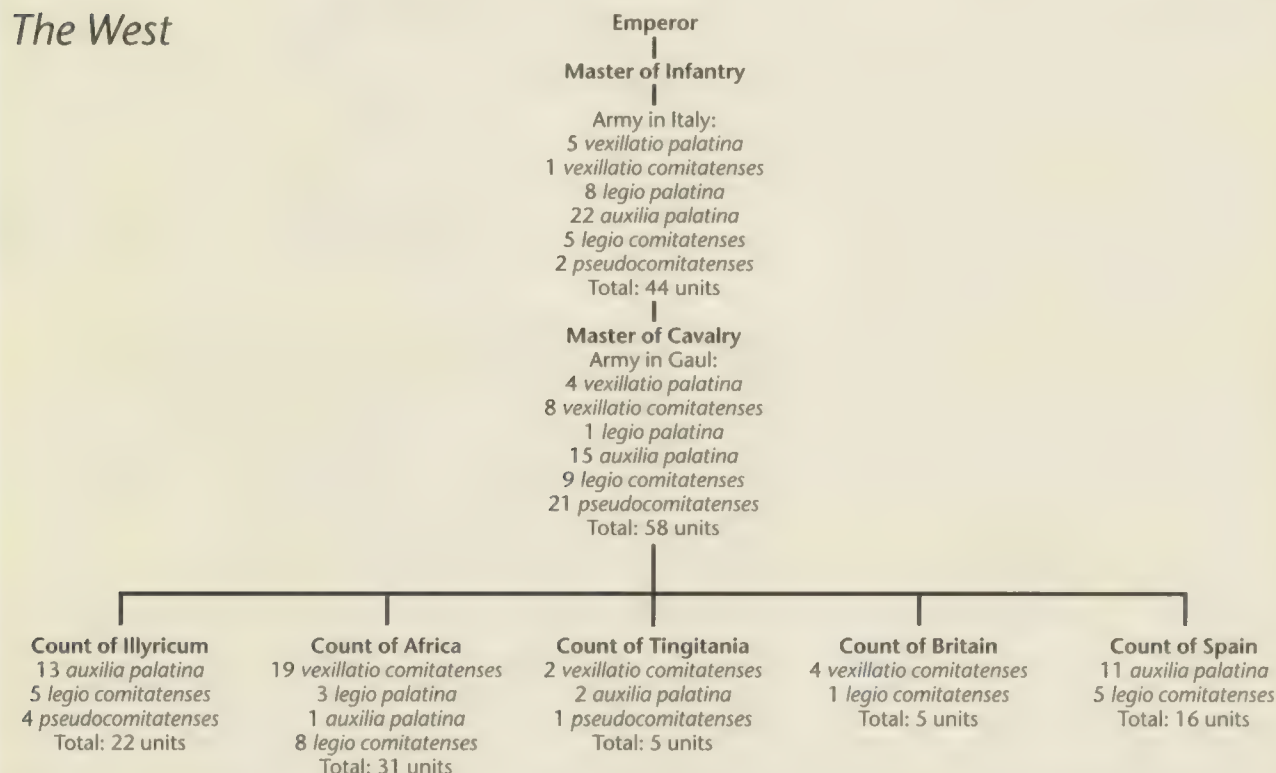 The West
Emperor
Master of Infantry
Army in Italy:
5 vexillatio palatina
1 vexillatio comitatenses
8 legio palatina
22 auxilia palatina
5 legio comitatenses
2 pseudocomitatenses
Total: 44 units
Master of Cavalry
Army in Gaul:
4 vexillatio palatina
8 vexillatio comitatenses
1 legio palatina
15 auxilia palatina
9 legio comitatenses
21 pseudocomitatenses
Total: 58 units
Count of Illyricum
13 auxilia palatina
5 legio comitatenses
4 pseudocomitatenses
Total: 22 units
Count of Africa
19 vexillatio comitatenses
3 legio palatina
1 auxilia palatina
8 legio comitatenses
Total: 31 units
Count of Tingitania
2 vexillatio comitatenses
2 auxilia palatina
1 pseudocomitatenses
Total: 5 units
Count of Britain
4 vexillatio comitatenses
1 legio comitatenses
Total: 5 units
Count of Spain
11 auxilia palatina
5 legio comitatenses
Total: 16 units